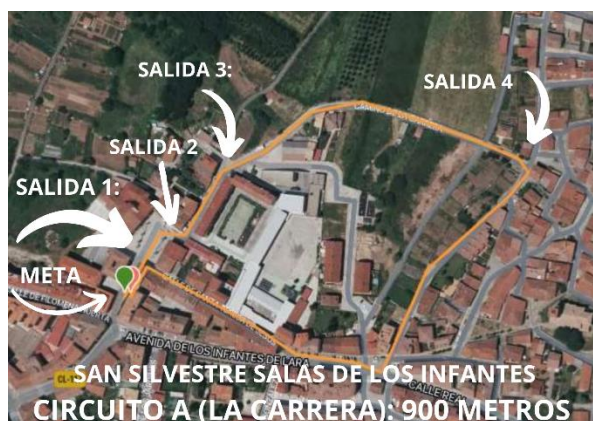 SALIDA 3:
SALIDA 4
SALIDA 2
SALIDA 1:
META
AVENIDA DE LOS INFANTES DE LARA
CALLE REAL
SAN SILVESTRE SALAS DE LOS INFANTES
CIRCUITO A (LA CARRERA): 900 METROS